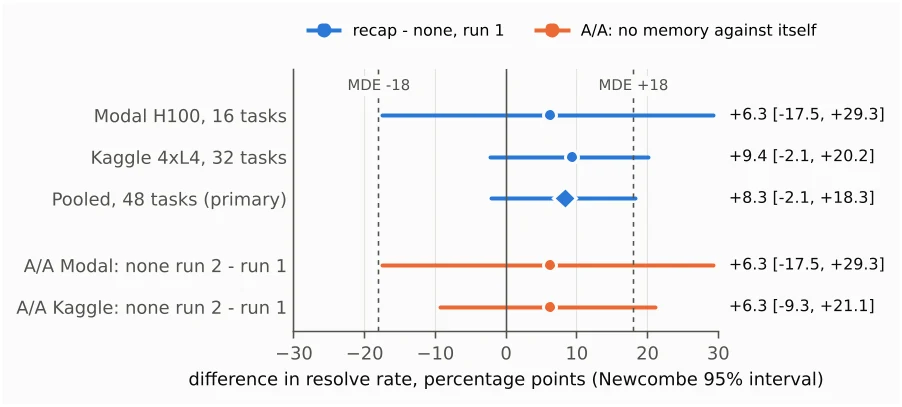 recap - none, run 1
A/A: no memory against itself
MDE -18
MDE +18
Modal H100, 16 tasks
+6.3 [-17.5, +29.3]
Kaggle 4xL4, 32 tasks
+9.4 [-2.1, +20.2]
Pooled, 48 tasks (primary)
+8.3 [-2.1, +18.3]
A/A Modal: none run 2 - run 1
+6.3 [-17.5, +29.3]
A/A Kaggle: none run 2 - run 1
+6.3 [-9.3, +21.1]
−30 −20 −10 0 10 20 30
difference in resolve rate, percentage points (Newcombe 95% interval)